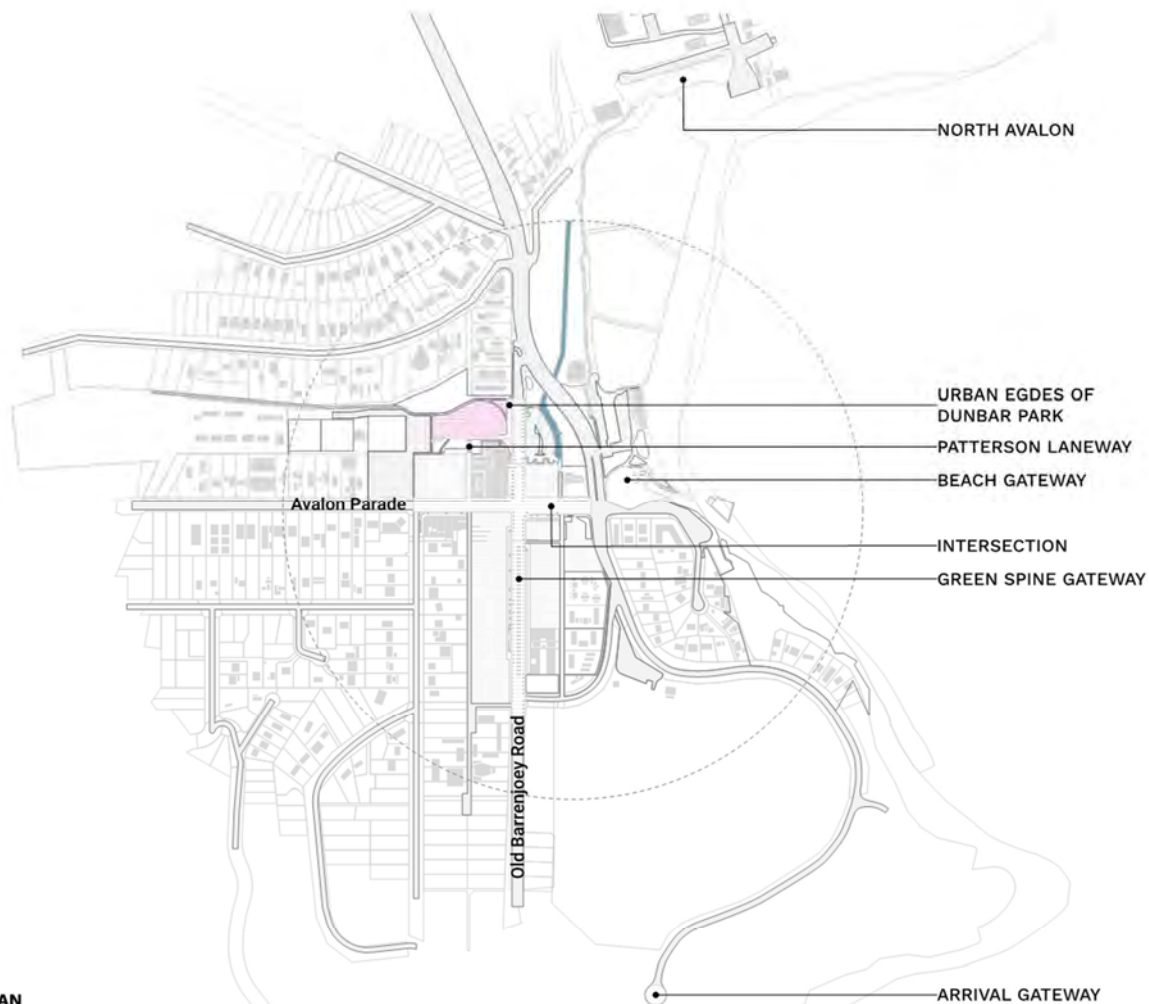 NORTH AVALON
URBAN EGDES OF
DUNBAR PARK
PATTERSON LANEWAY
BEACH GATEWAY
Avalon Parade
INTERSECTION
GREEN SPINE GATEWAY
Old Barrenjoey Road
ARRIVAL GATEWAY